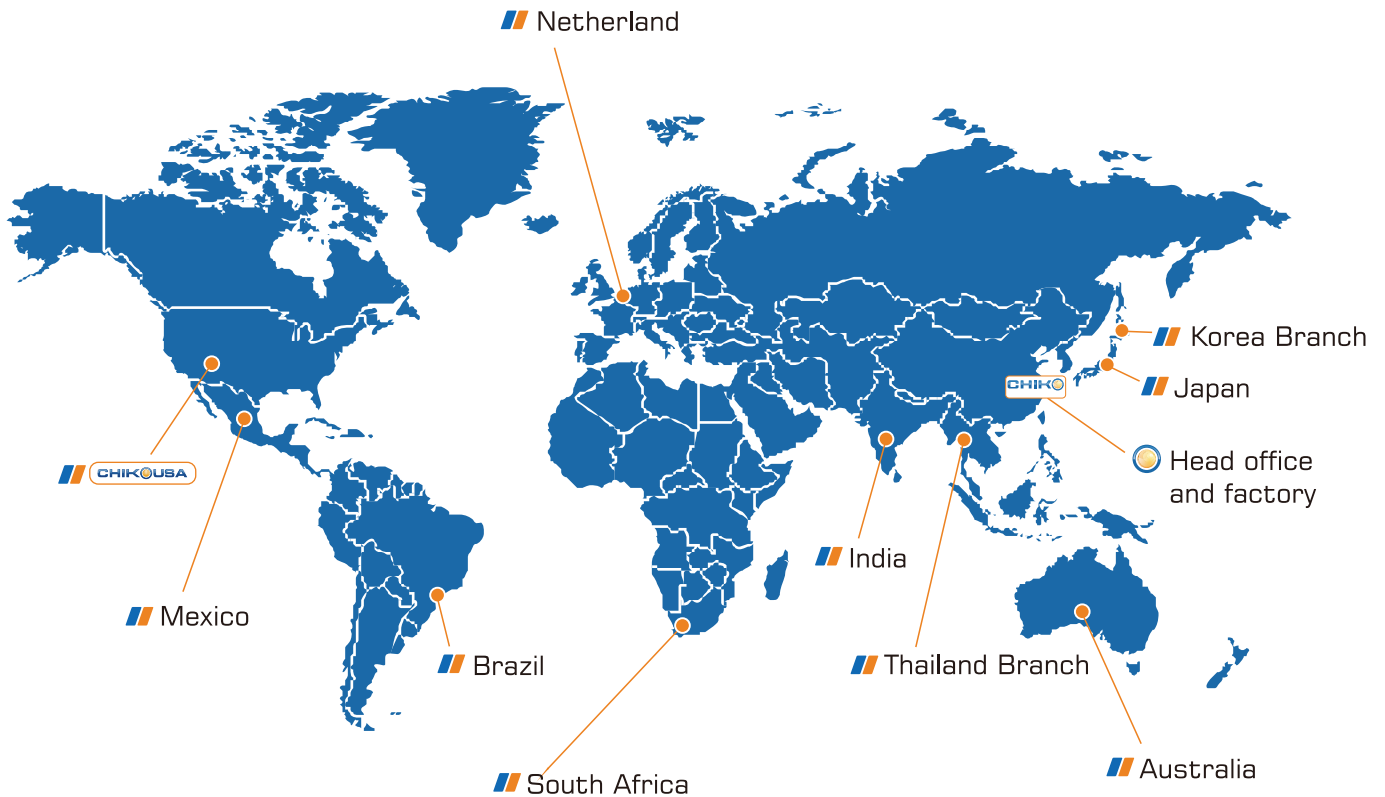 Netherland
Korea Branch
CHIKO
Japan
Head office
and factory
CHIKOUSA
India
Mexico
Brazil
Thailand Branch
South Africa
Australia